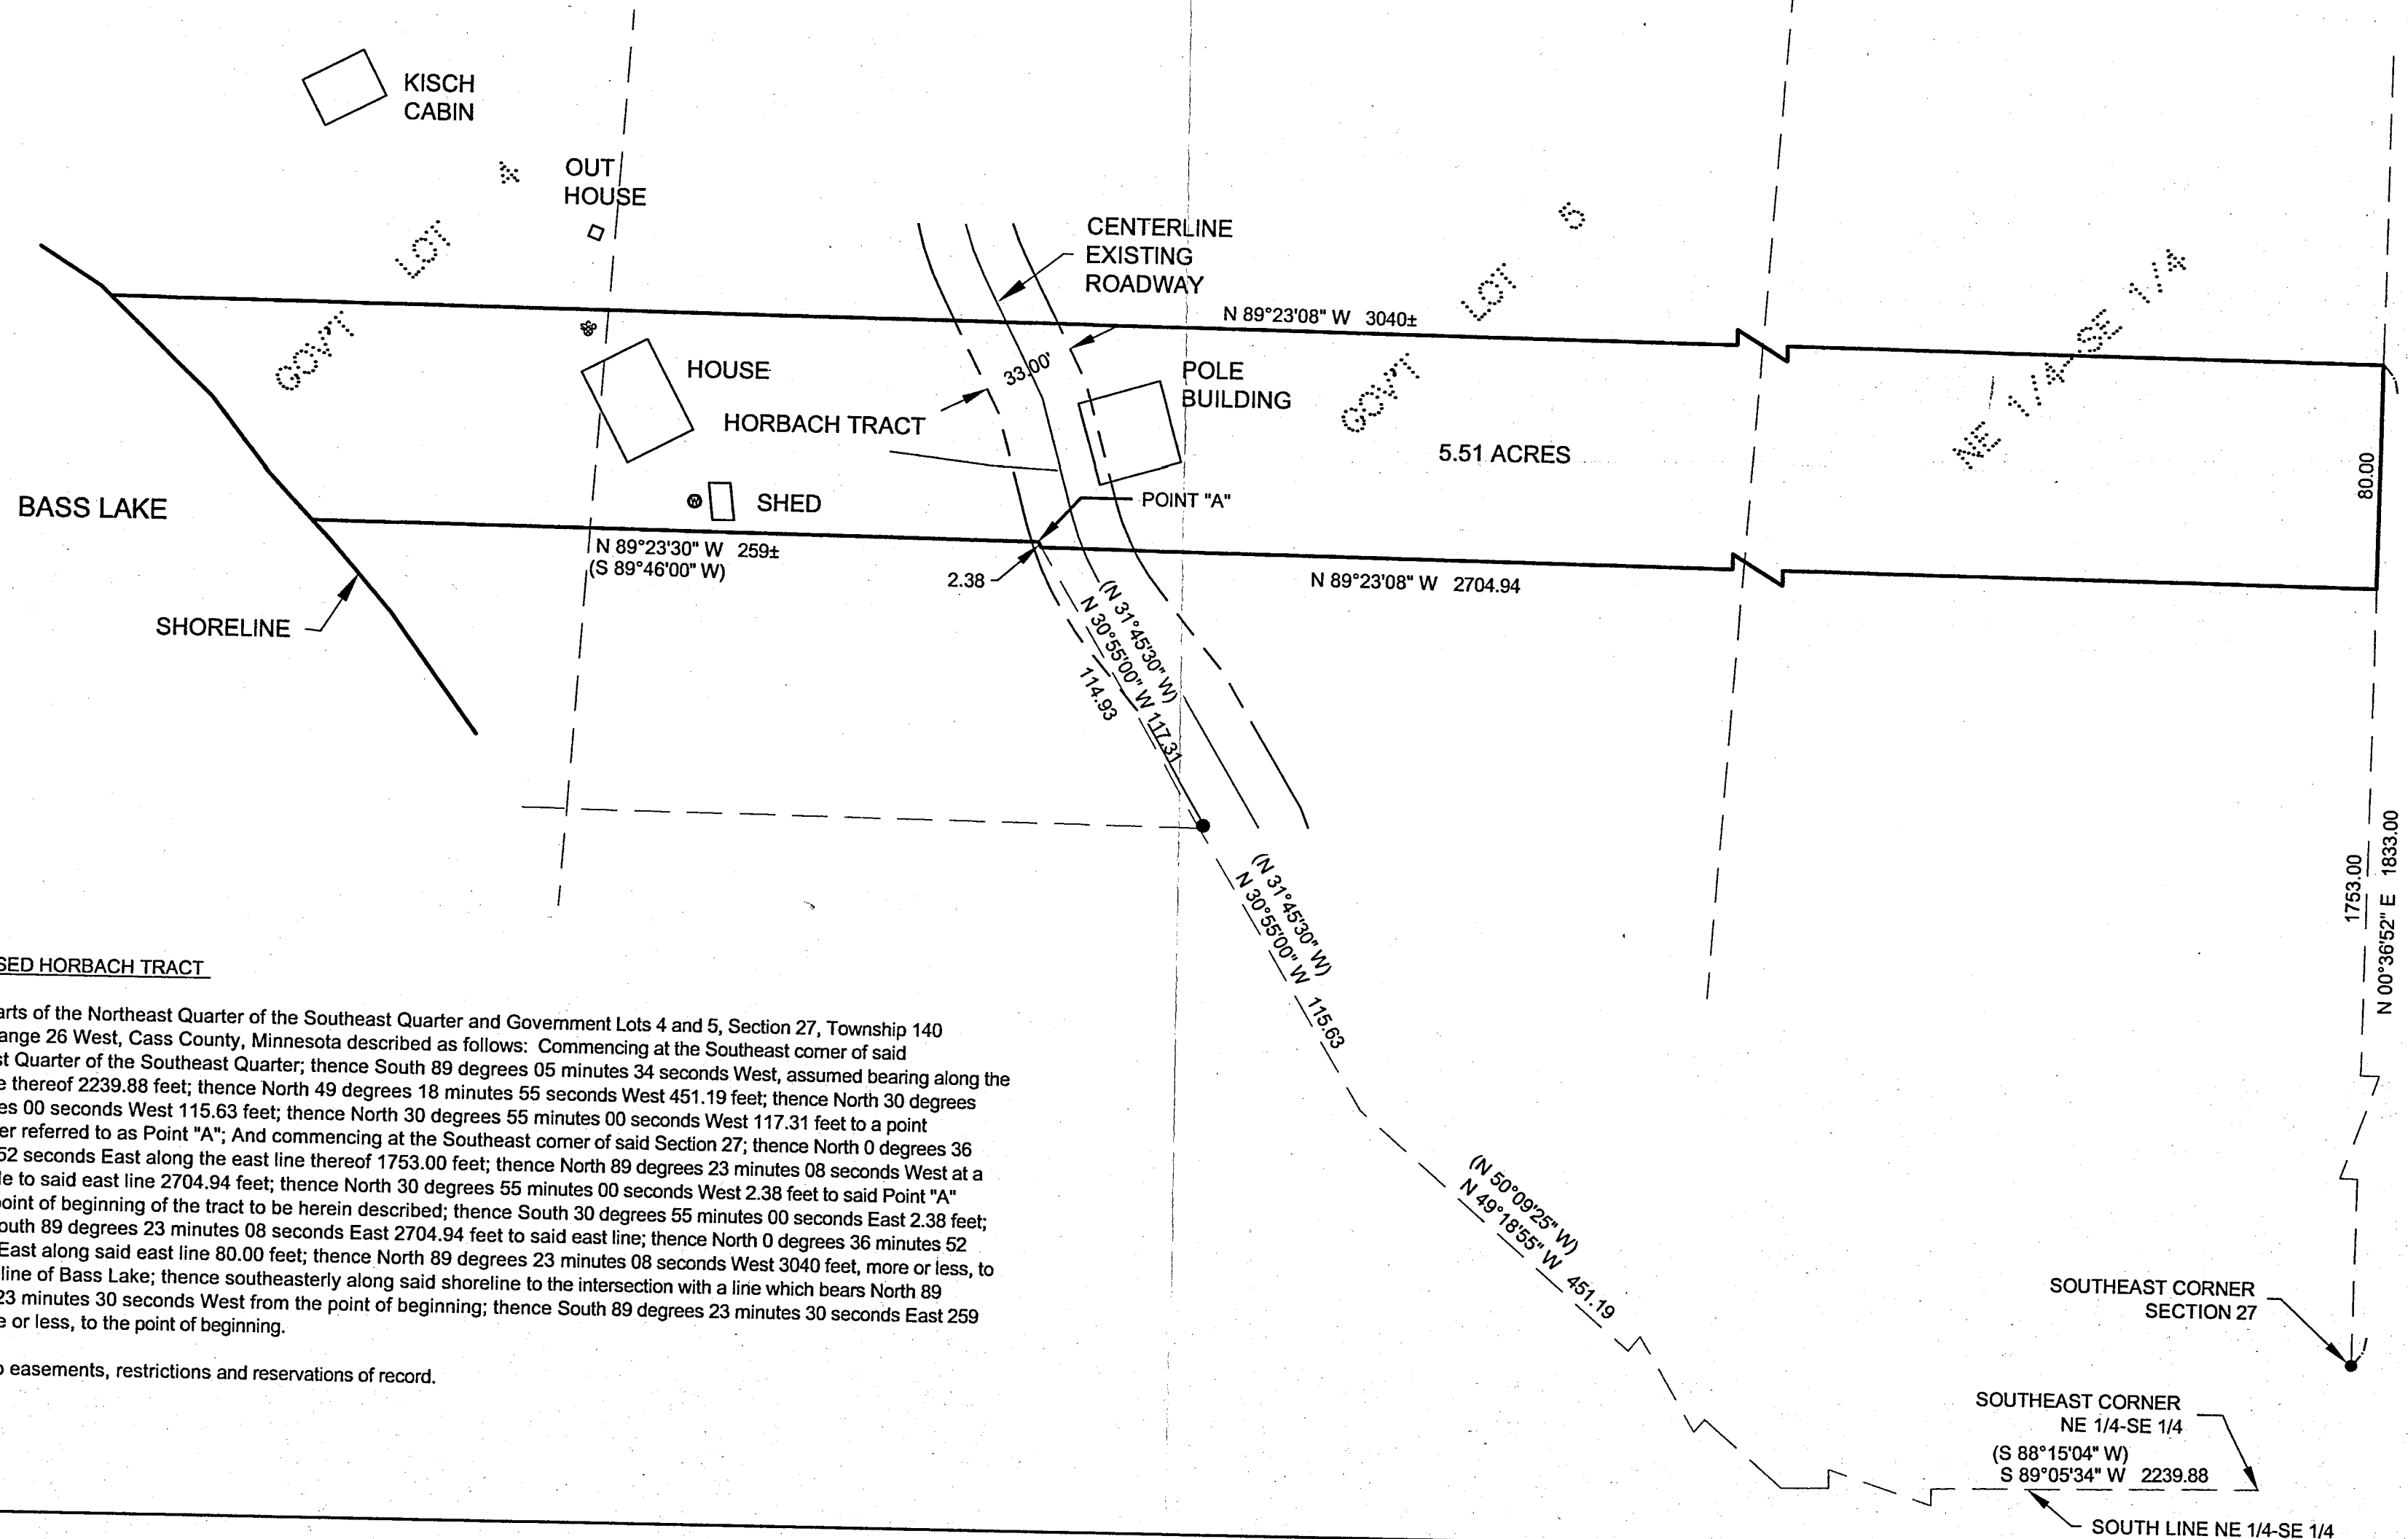 KISCH
CABIN
OUT
HOUSE
GOVT LOT 4
CENTERLINE
EXISTING
ROADWAY
GOVT LOT 5
NE 1/4-SE 1/4
N 89°23'08" W 3040±
33.00'
HOUSE
HORBACH TRACT
POLE
BUILDING
5.51 ACRES
80.00
BASS LAKE
W
SHED
POINT "A"
N 89°23'30" W 259±
(S 89°46'00" W)
2.38
N 89°23'08" W 2704.94
SHORELINE
(N 31°45'30" W)
N 30°55'00" W 117.31
114.93
1753.00
N 00°36'52" E 1833.00
(N 31°45'30" W)
N 30°55'00" W 115.63
SED HORBACH TRACT
arts of the Northeast Quarter of the Southeast Quarter and Government Lots 4 and 5, Section 27, Township 140
ange 26 West, Cass County, Minnesota described as follows: Commencing at the Southeast corner of said
st Quarter of the Southeast Quarter; thence South 89 degrees 05 minutes 34 seconds West, assumed bearing along the
e thereof 2239.88 feet; thence North 49 degrees 18 minutes 55 seconds West 451.19 feet; thence North 30 degrees
es 00 seconds West 115.63 feet; thence North 30 degrees 55 minutes 00 seconds West 117.31 feet to a point
er referred to as Point "A"; And commencing at the Southeast corner of said Section 27; thence North 0 degrees 36
52 seconds East along the east line thereof 1753.00 feet; thence North 89 degrees 23 minutes 08 seconds West at a
le to said east line 2704.94 feet; thence North 30 degrees 55 minutes 00 seconds West 2.38 feet to said Point "A"
point of beginning of the tract to be herein described; thence South 30 degrees 55 minutes 00 seconds East 2.38 feet;
outh 89 degrees 23 minutes 08 seconds East 2704.94 feet to said east line; thence North 0 degrees 36 minutes 52
East along said east line 80.00 feet; thence North 89 degrees 23 minutes 08 seconds West 3040 feet, more or less, to
line of Bass Lake; thence southeasterly along said shoreline to the intersection with a line which bears North 89
23 minutes 30 seconds West from the point of beginning; thence South 89 degrees 23 minutes 30 seconds East 259
e or less, to the point of beginning.
o easements, restrictions and reservations of record.
(N 50°09'25" W)
N 49°18'55" W 451.19
SOUTHEAST CORNER
SECTION 27
SOUTHEAST CORNER
NE 1/4-SE 1/4
(S 88°15'04" W)
S 89°05'34" W 2239.88
SOUTH LINE NE 1/4-SE 1/4